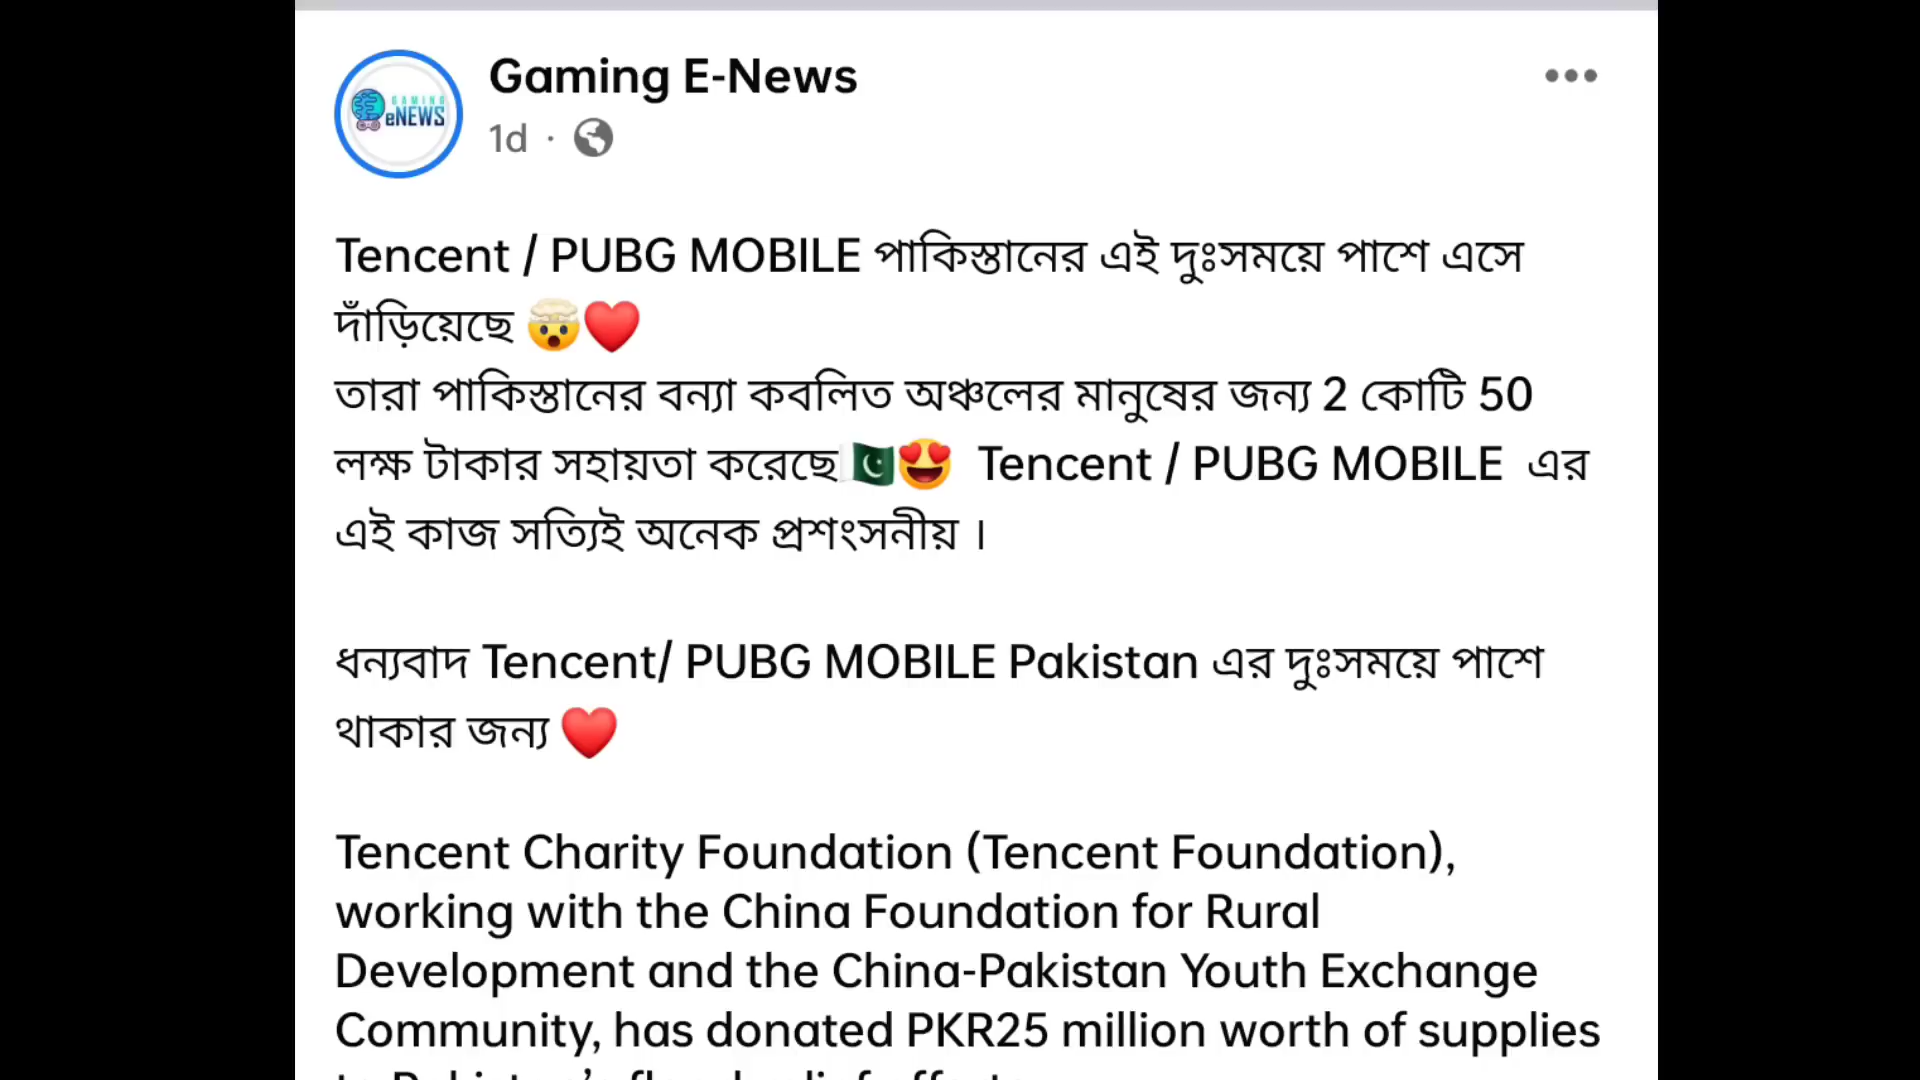 GAMING
eNEWS
Gaming E-News
1d ·
Tencent / PUBG MOBILE পাকিস্তানের এই দুঃসময়ে পাশে এসে
দাঁড়িয়েছে 🤯❤️
তারা পাকিস্তানের বন্যা কবলিত অঞ্চলের মানুষের জন্য 2 কোটি 50
লক্ষ টাকার সহায়তা করেছে🇵🇰😍 Tencent / PUBG MOBILE এর
এই কাজ সত্যিই অনেক প্রশংসনীয় ।
ধন্যবাদ Tencent/ PUBG MOBILE Pakistan এর দুঃসময়ে পাশে
থাকার জন্য ❤️
Tencent Charity Foundation (Tencent Foundation),
working with the China Foundation for Rural
Development and the China-Pakistan Youth Exchange
Community, has donated PKR25 million worth of supplies